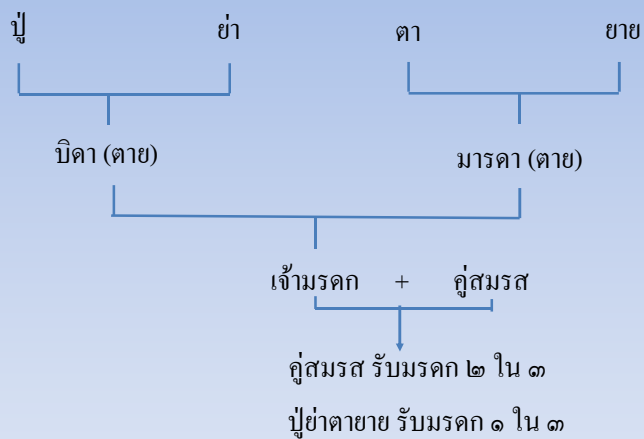 ปู่ ย่า ตา ยาย
บิดา (ตาย) มารดา (ตาย)
เจ้ามรดก + คู่สมรส
คู่สมรส รับมรดก ๒ ใน ๓
ปู่ย่าตายาย รับมรดก ๑ ใน ๓